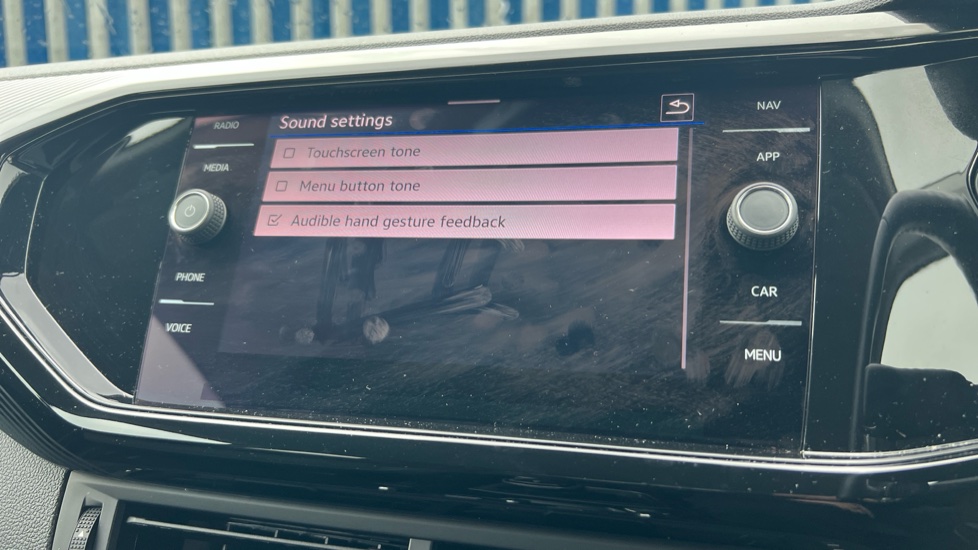 RADIO
MEDIA
PHONE
VOICE
Sound settings
Touchscreen tone
Menu button tone
Audible hand gesture feedback
NAV
APP
CAR
MENU